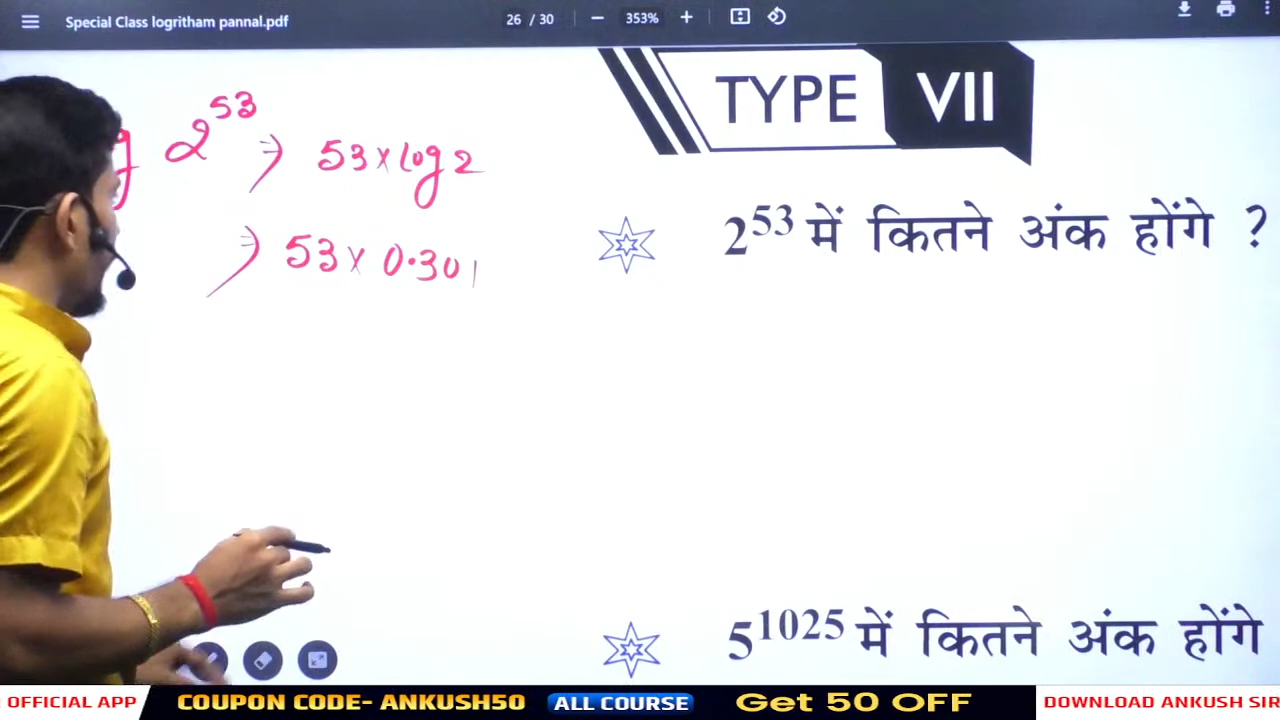 Special Class logritham pannal.pdf
26 / 30
353%
TYPE VII
2^53 ⇒ 53 × log 2
⇒ 53 × 0.301
2^53 में कितने अंक होंगे ?
5^1025 में कितने अंक होंगे
OFFICIAL APP
COUPON CODE- ANKUSH50
ALL COURSE
Get 50 OFF
DOWNLOAD ANKUSH SIR